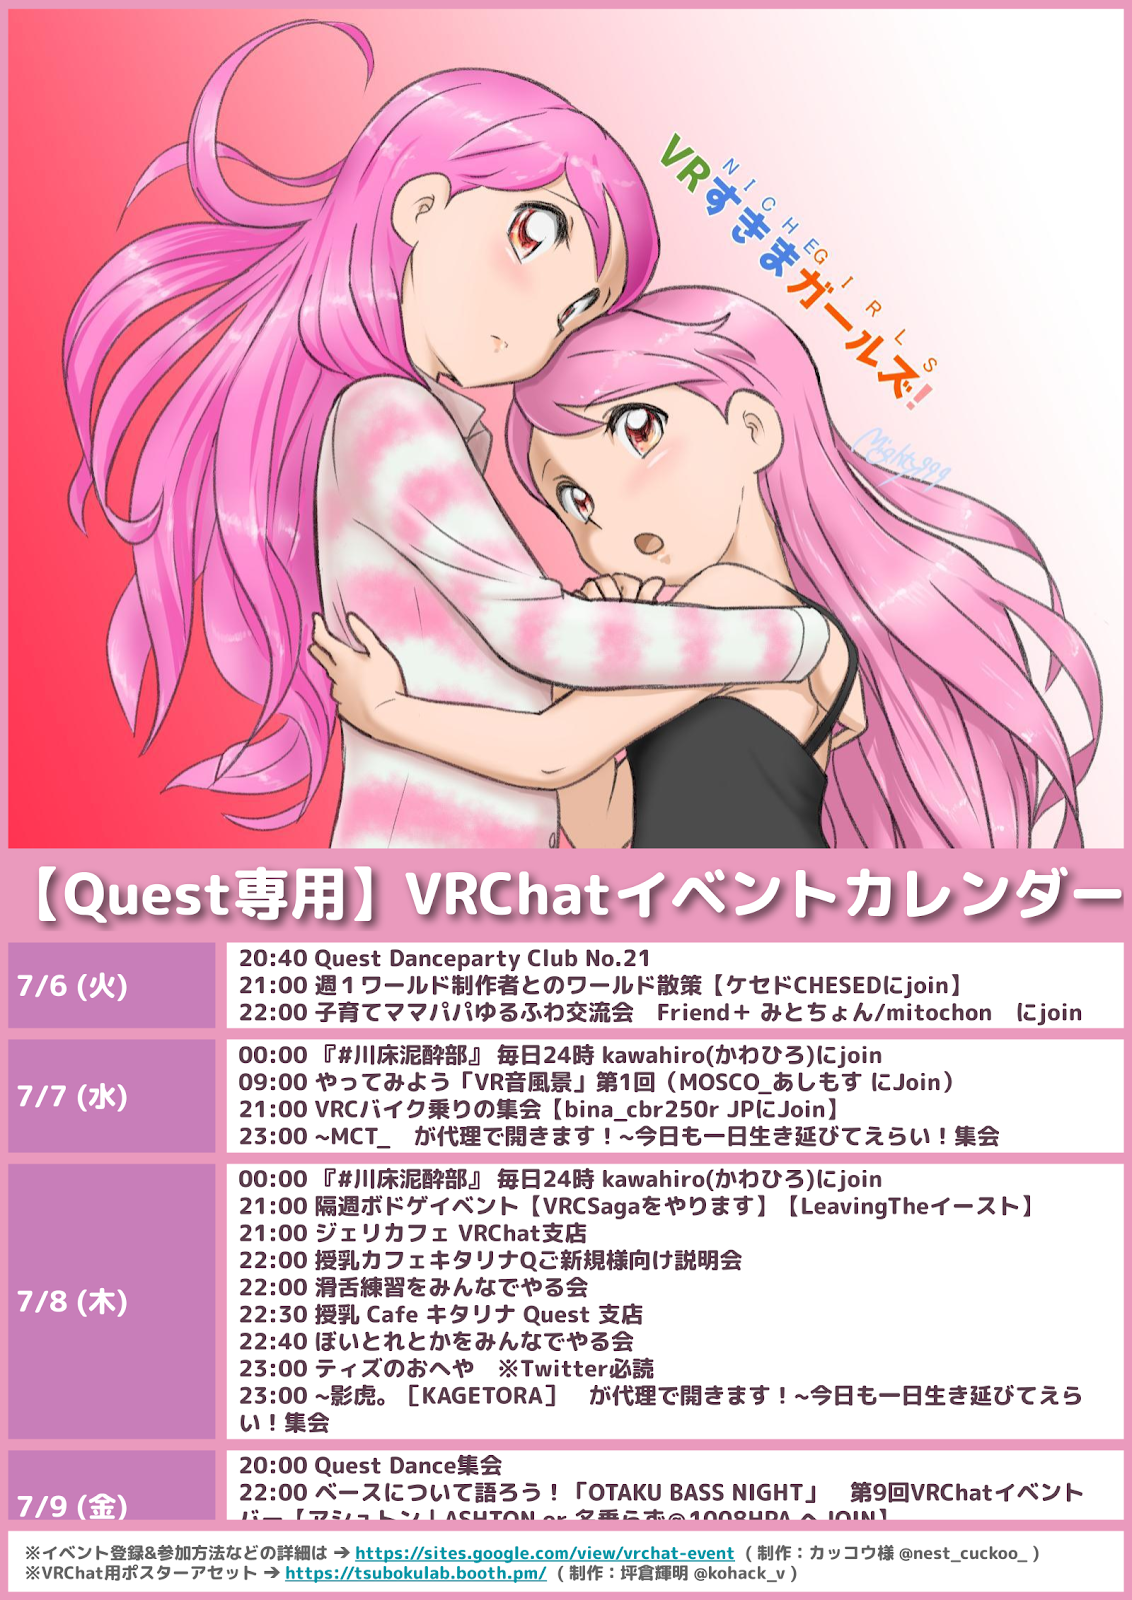 NICHEGIRLS
VRすきまガールズ!
Mighty999
【Quest専用】VRChatイベントカレンダー
7/6 (火)
20:40 Quest Danceparty Club No.21
21:00 週１ワールド制作者とのワールド散策【ケセドCHESEDにjoin】
22:00 子育てママパパゆるふわ交流会　Friend＋ みとちょん/mitochon　にjoin
7/7 (水)
00:00 『#川床泥酔部』 毎日24時 kawahiro(かわひろ)にjoin
09:00 やってみよう「VR音風景」第1回（MOSCO_あしもす にJoin）
21:00 VRCバイク乗りの集会【bina_cbr250r JPにJoin】
23:00 ~MCT_　が代理で開きます！~今日も一日生き延びてえらい！集会
7/8 (木)
00:00 『#川床泥酔部』 毎日24時 kawahiro(かわひろ)にjoin
21:00 隔週ボドゲイベント【VRCSagaをやります】【LeavingTheイースト】
21:00 ジェリカフェ VRChat支店
22:00 授乳カフェキタリナQご新規様向け説明会
22:00 滑舌練習をみんなでやる会
22:30 授乳 Cafe キタリナ Quest 支店
22:40 ぼいとれとかをみんなでやる会
23:00 ティズのおへや　※Twitter必読
23:00 ~影虎。［KAGETORA］　が代理で開きます！~今日も一日生き延びてえら
い！集会
7/9 (金)
20:00 Quest Dance集会
22:00 ベースについて語ろう！「OTAKU BASS NIGHT」　第9回VRChatイベント
バー【アシュトン | ASHTON or 名乗らず@1008HPA へ JOIN】
※イベント登録&参加方法などの詳細は ➔ https://sites.google.com/view/vrchat-event ( 制作：カッコウ様 @nest_cuckoo_ )
※VRChat用ポスターアセット ➔ https://tsubokulab.booth.pm/ ( 制作：坪倉輝明 @kohack_v )